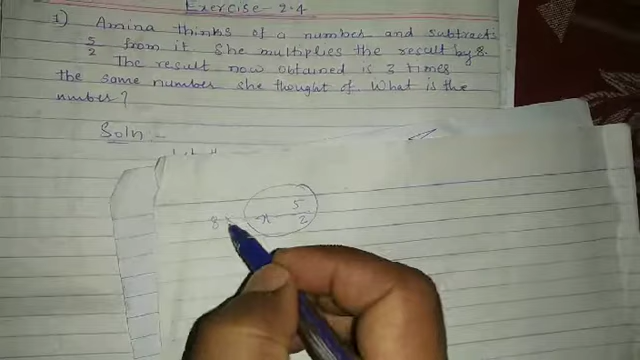 Exercise 2.4
1) Amina thinks of a number and subtracts
5/2 from it. She multiplies the result by 8.
The result now obtained is 3 times
the same number she thought of. What is the
number?
Soln -
8 x x - 5/2